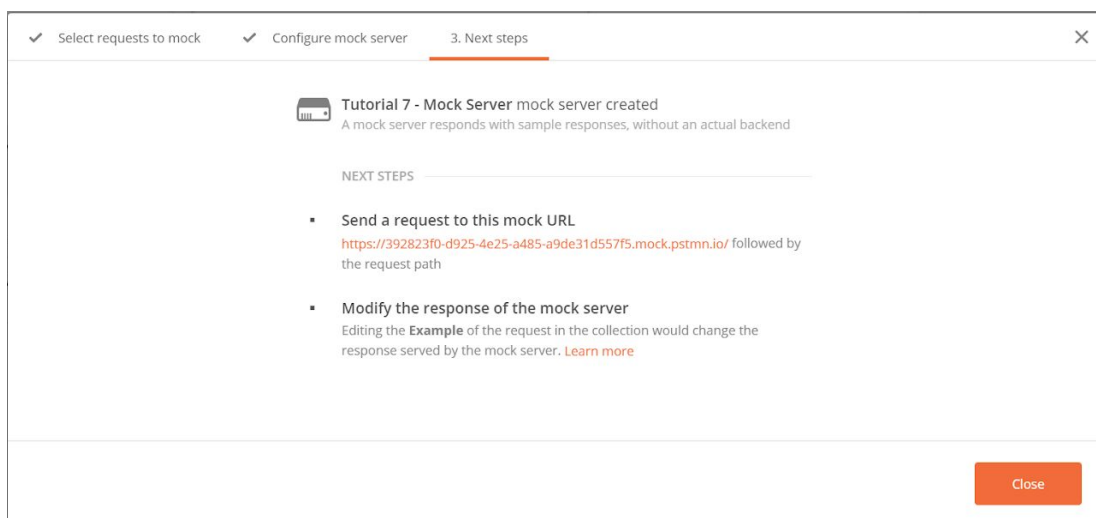 Select requests to mock
Configure mock server
3. Next steps
Tutorial 7 - Mock Server mock server created
A mock server responds with sample responses, without an actual backend
NEXT STEPS
Send a request to this mock URL
https://392823f0-d925-4e25-a485-a9de31d557f5.mock.pstmn.io/ followed by
the request path
Modify the response of the mock server
Editing the Example of the request in the collection would change the
response served by the mock server. Learn more
Close